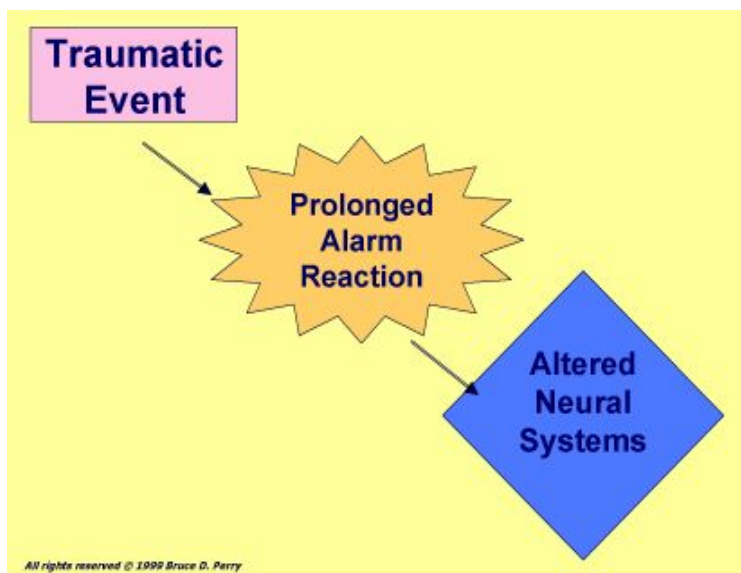 Traumatic
Event
Prolonged
Alarm
Reaction
Altered
Neural
Systems
All rights reserved © 1999 Bruce D. Perry